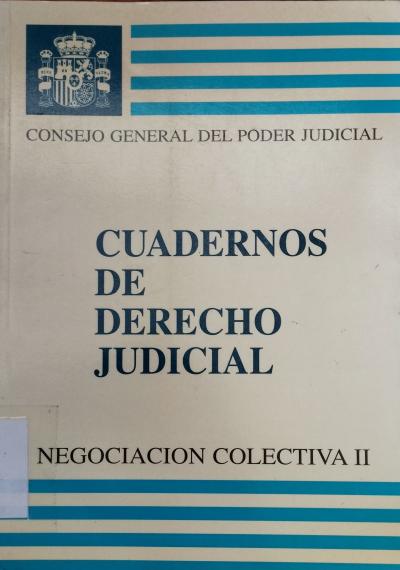 CONSEJO GENERAL DEL PODER JUDICIAL
CUADERNOS
DE
DERECHO
JUDICIAL
NEGOCIACION COLECTIVA II